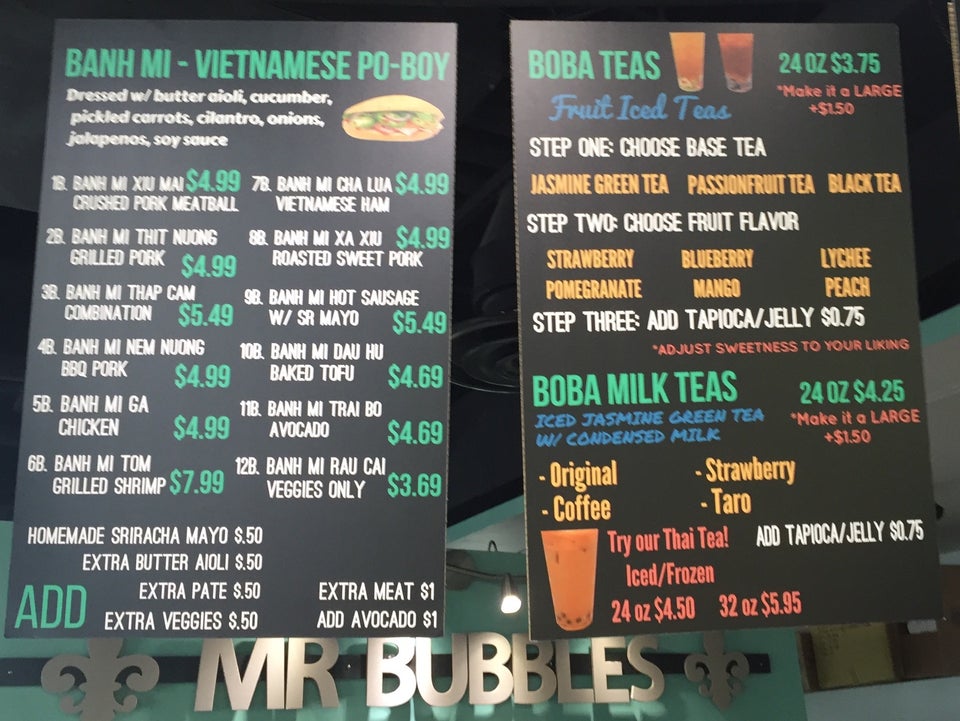 BANH MI - VIETNAMESE PO-BOY
Dressed w/ butter aioli, cucumber,
pickled carrots, cilantro, onions,
jalapenos, soy sauce
1B. BANH MI XIU MAI $4.99
CRUSHED PORK MEATBALL
2B. BANH MI THIT NUONG
GRILLED PORK $4.99
3B. BANH MI THAP CAM
COMBINATION $5.49
4B. BANH MI NEM NUONG
BBQ PORK $4.99
5B. BANH MI GA
CHICKEN $4.99
6B. BANH MI TOM
GRILLED SHRIMP $7.99
7B. BANH MI CHA LUA $4.99
VIETNAMESE HAM
8B. BANH MI XA XIU $4.99
ROASTED SWEET PORK
9B. BANH MI HOT SAUSAGE
W/ SR MAYO $5.49
10B. BANH MI DAU HU
BAKED TOFU $4.69
11B. BANH MI TRAI BO
AVOCADO $4.69
12B. BANH MI RAU CAI
VEGGIES ONLY $3.69
ADD
HOMEMADE SRIRACHA MAYO $.50
EXTRA BUTTER AIOLI $.50
EXTRA PATE $.50
EXTRA VEGGIES $.50
EXTRA MEAT $1
ADD AVOCADO $1
BOBA TEAS 24 OZ $3.75
*Make it a LARGE
+$1.50
Fruit Iced Teas
STEP ONE: CHOOSE BASE TEA
JASMINE GREEN TEA PASSIONFRUIT TEA BLACK TEA
STEP TWO: CHOOSE FRUIT FLAVOR
STRAWBERRY BLUEBERRY LYCHEE
POMEGRANATE MANGO PEACH
STEP THREE: ADD TAPIOCA/JELLY $0.75
*ADJUST SWEETNESS TO YOUR LIKING
BOBA MILK TEAS 24 OZ $4.25
ICED JASMINE GREEN TEA
W/ CONDENSED MILK
*Make it a LARGE
+$1.50
- Original - Strawberry
- Coffee - Taro
Try our Thai Tea!
Iced/Frozen
24 oz $4.50 32 oz $5.95
ADD TAPIOCA/JELLY $0.75
MR BUBBLES